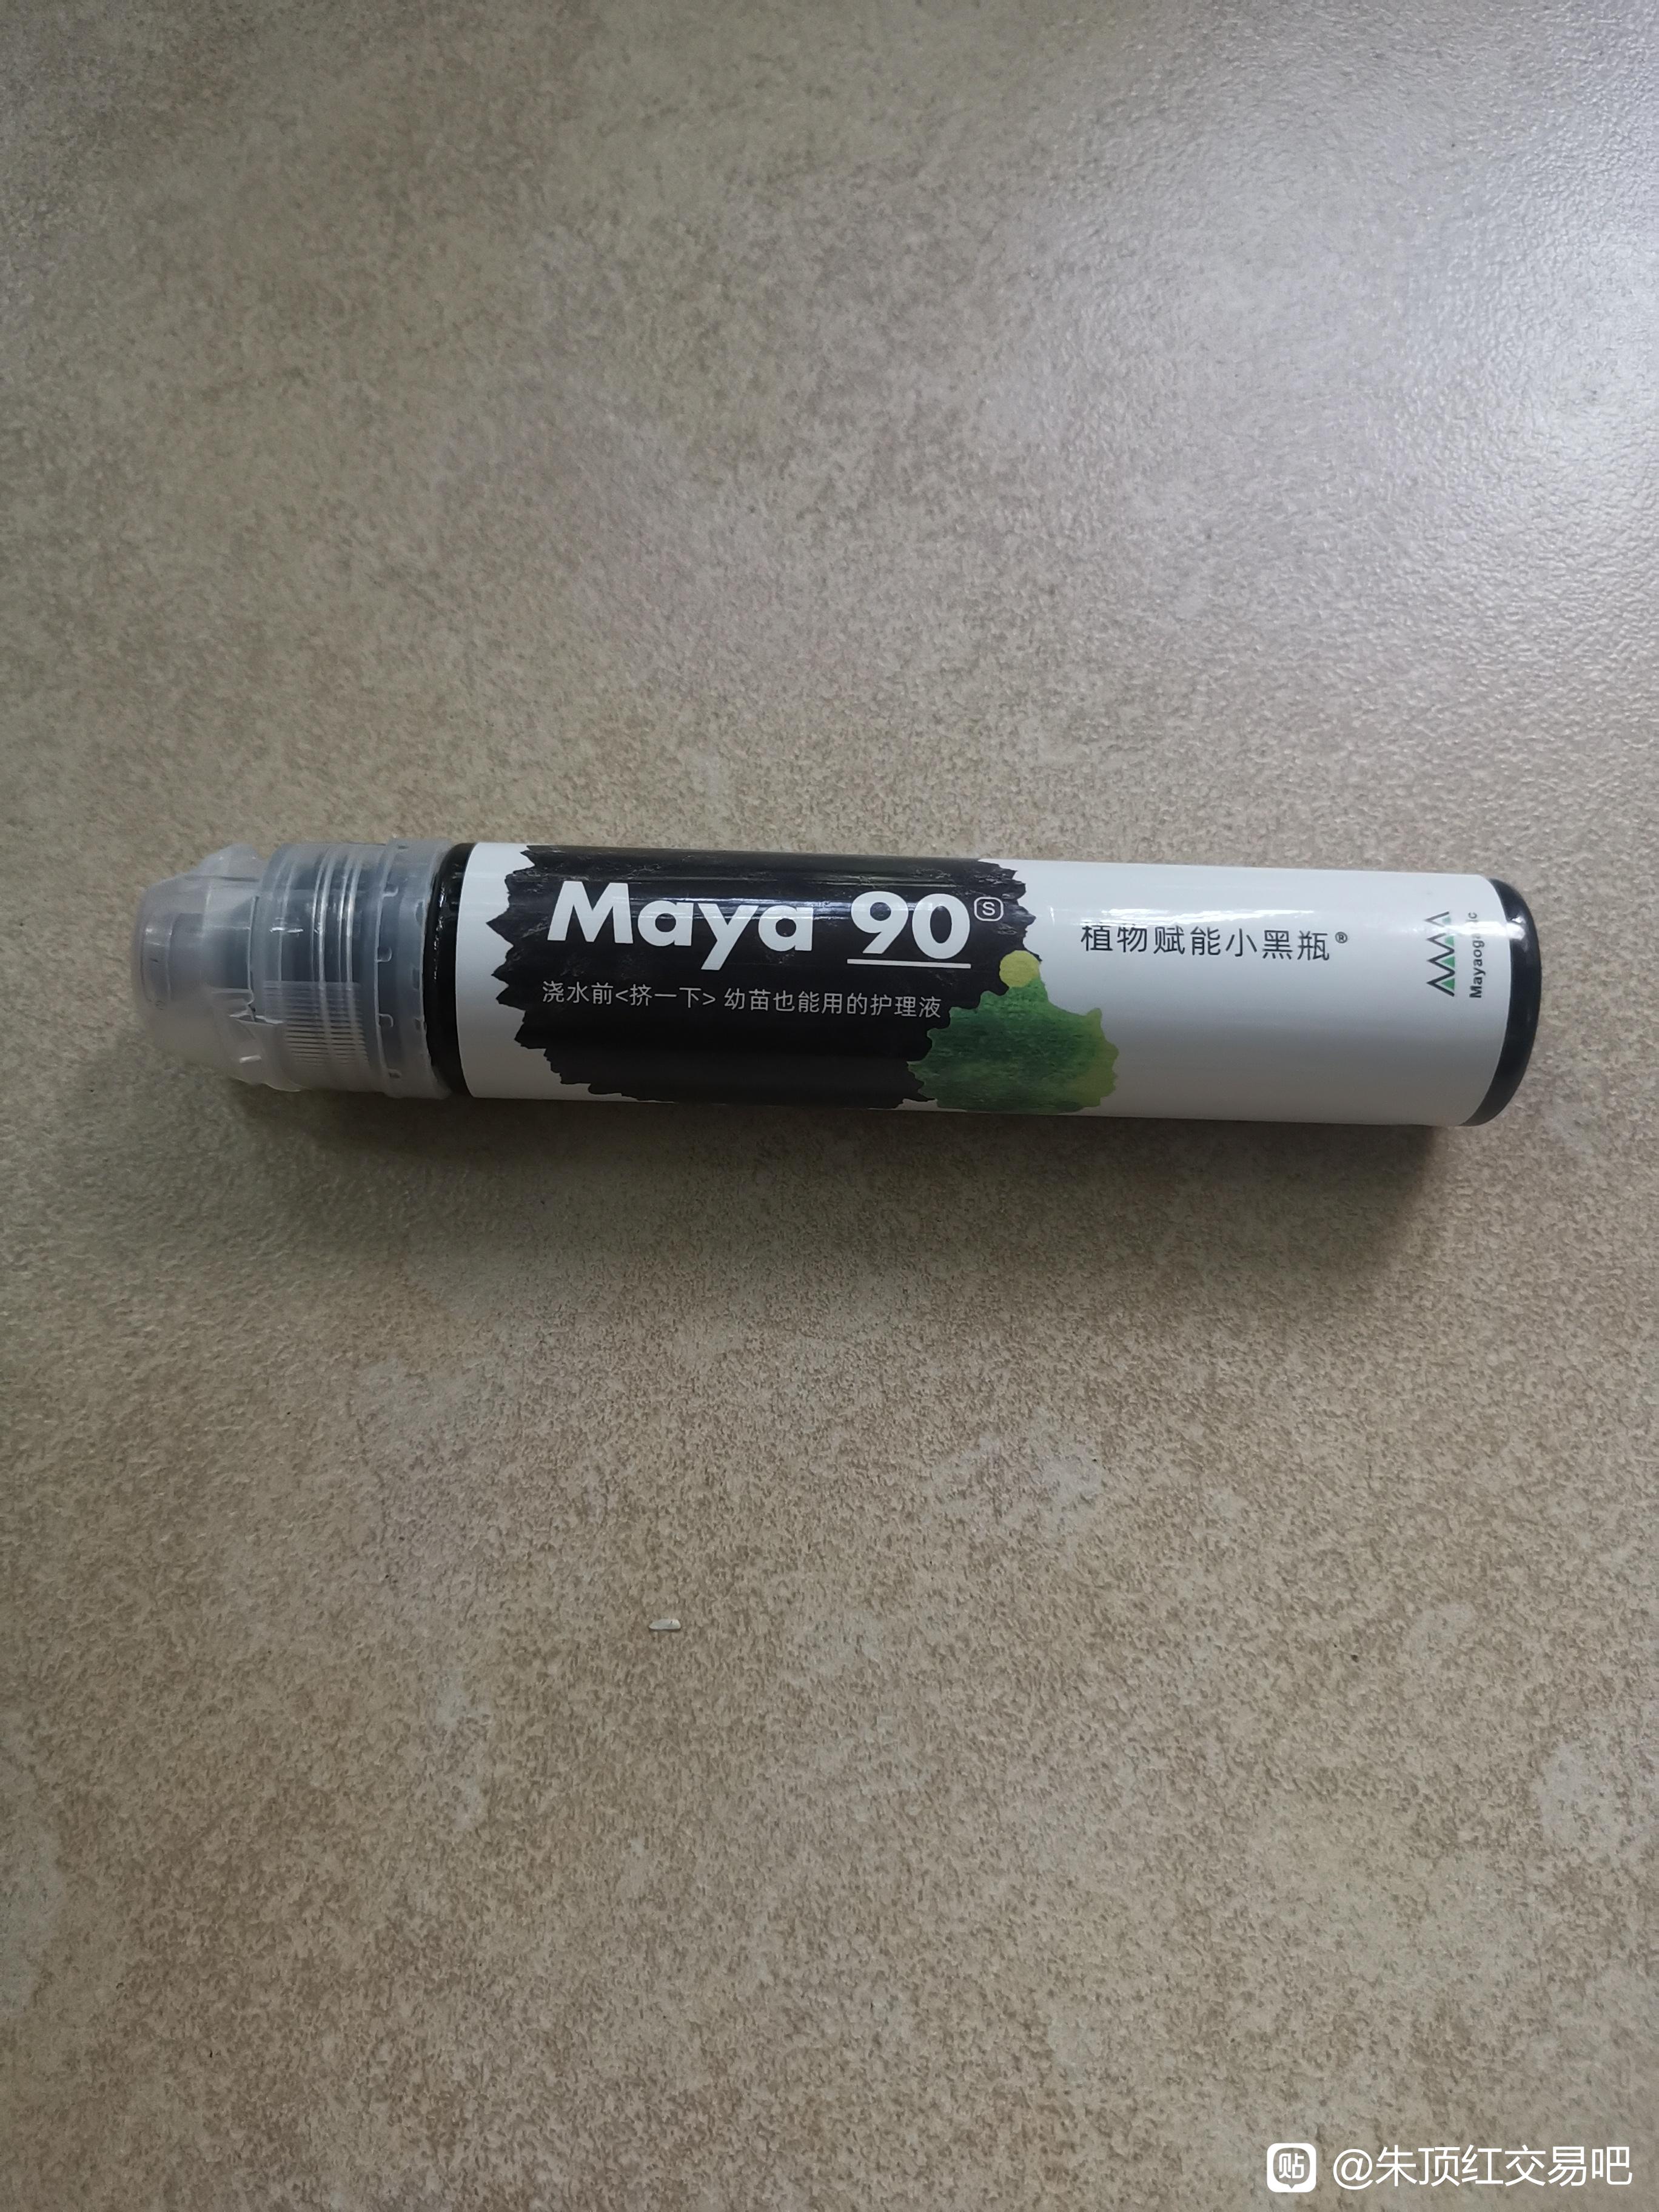 Maya 90 S
浇水前<挤一下> 幼苗也能用的护理液
植物赋能小黑瓶®
贴 @朱顶红交易吧